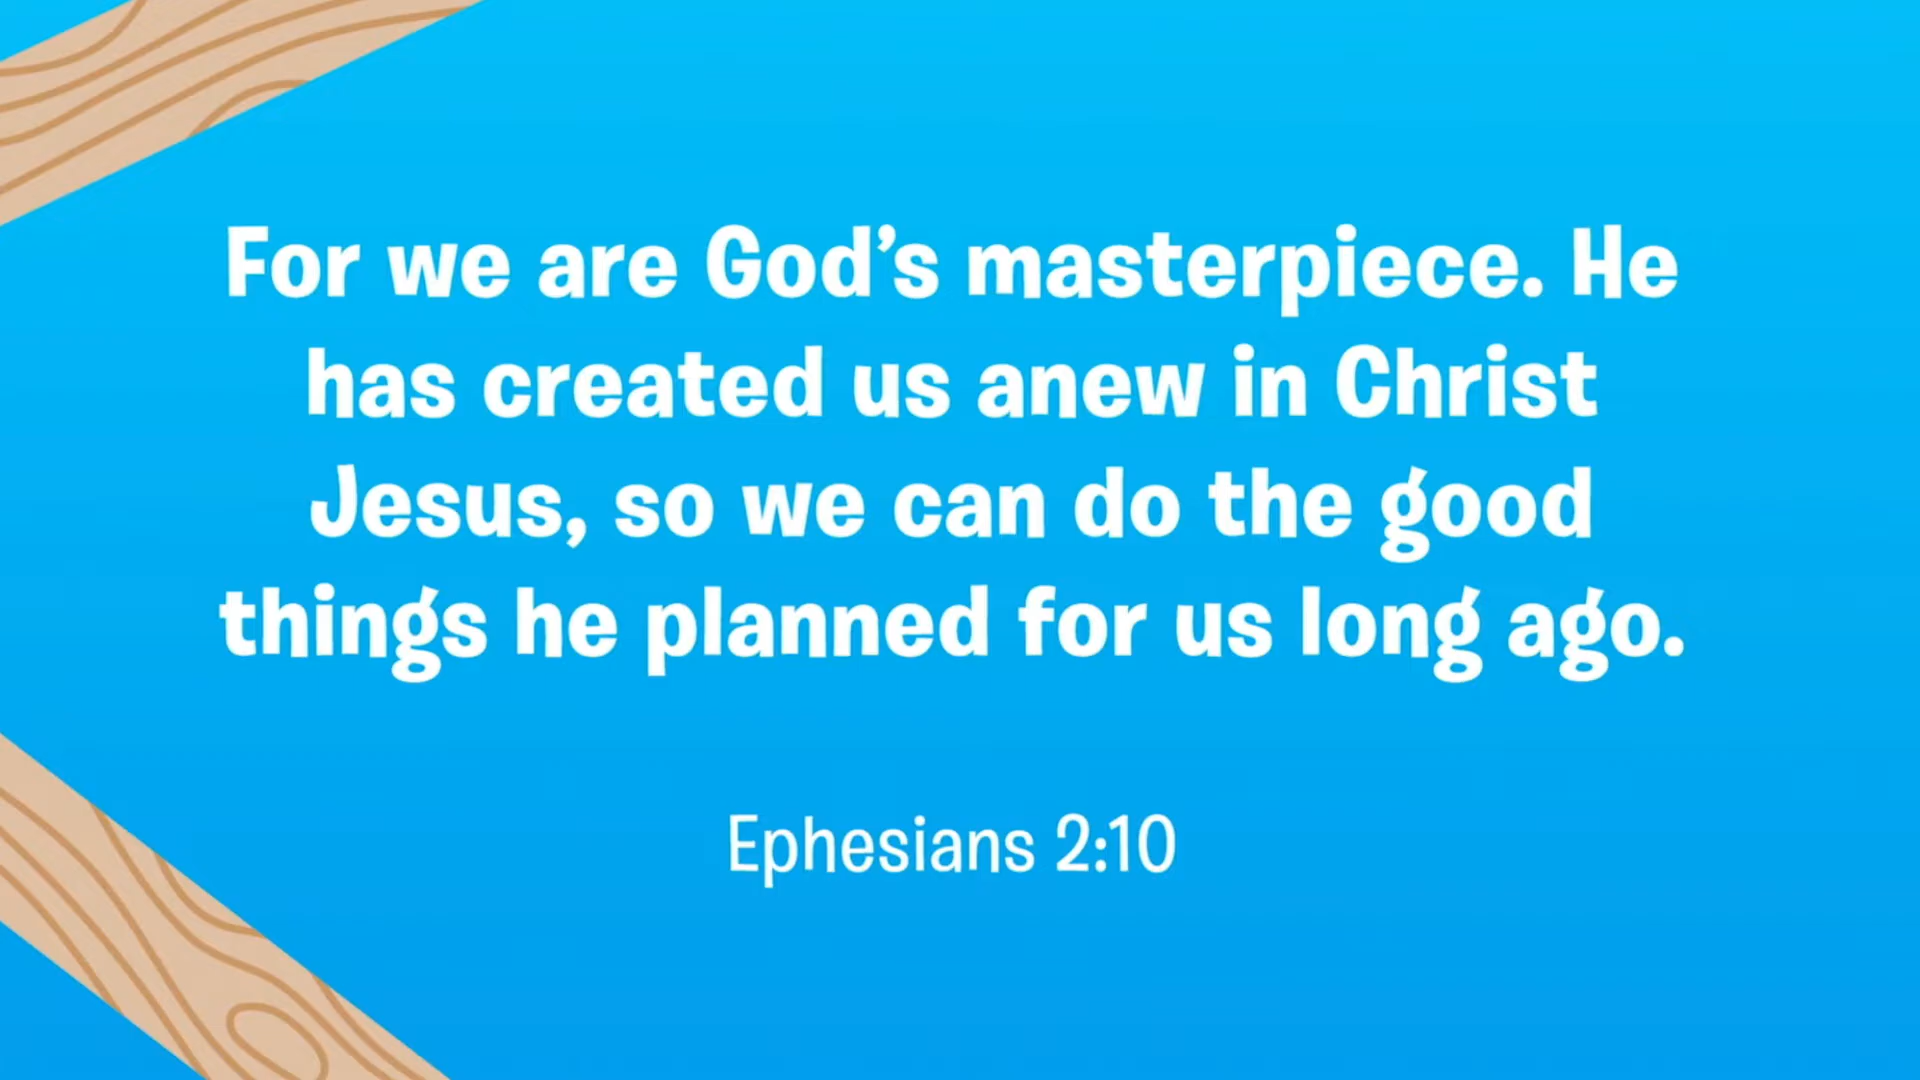 For we are God’s masterpiece. He
has created us anew in Christ
Jesus, so we can do the good
things he planned for us long ago.
Ephesians 2:10